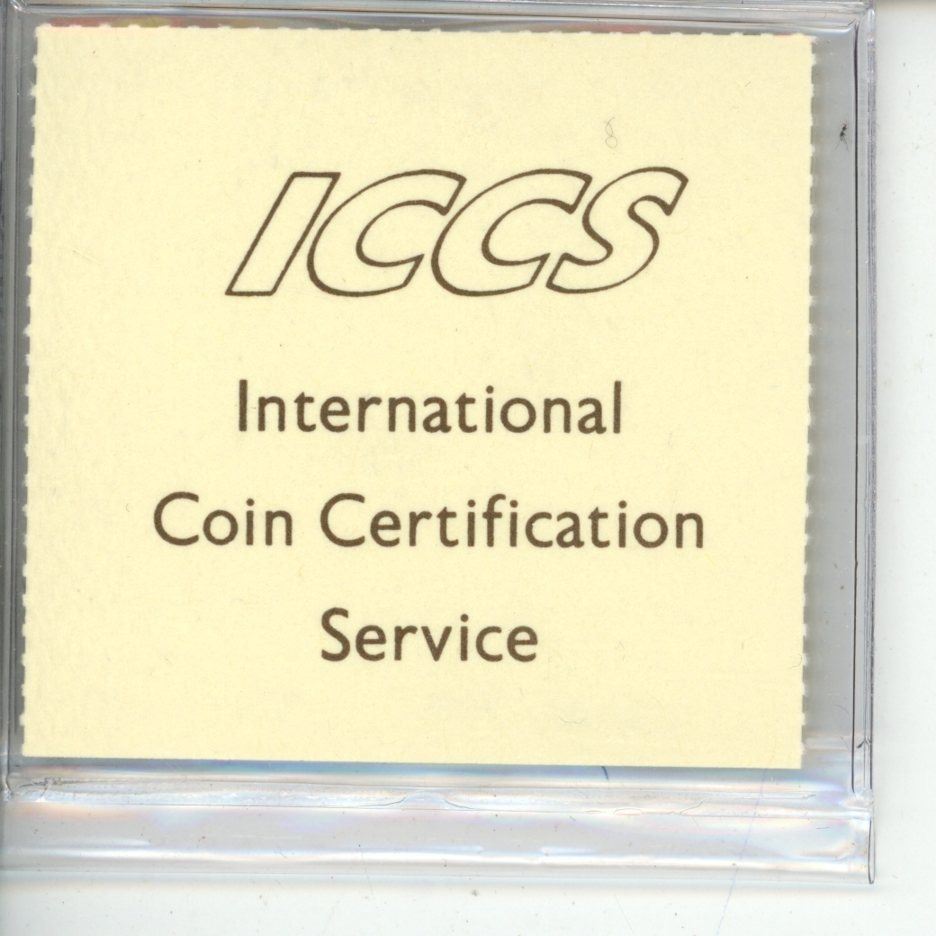 ICCS
International
Coin Certification
Service